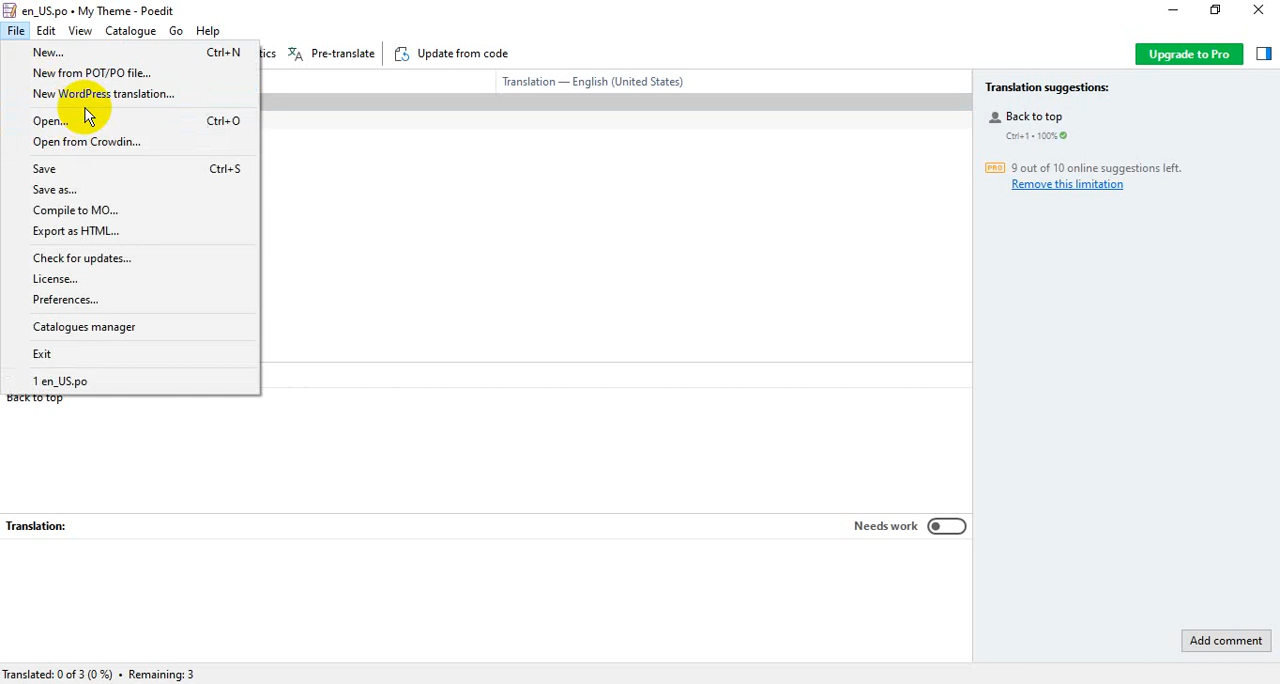 en_US.po • My Theme - Poedit
File Edit View Catalogue Go Help
New... Ctrl+N
New from POT/PO file...
New WordPress translation...
Open... Ctrl+O
Open from Crowdin...
Save Ctrl+S
Save as...
Compile to MO...
Export as HTML...
Check for updates...
License...
Preferences...
Catalogues manager
Exit
1 en_US.po
tics Pre-translate Update from code
Upgrade to Pro
Translation — English (United States)
Back to top
Translation:
Needs work
Translation suggestions:
Back to top
Ctrl+1 • 100%
PRO 9 out of 10 online suggestions left.
Remove this limitation
Add comment
Translated: 0 of 3 (0 %) • Remaining: 3